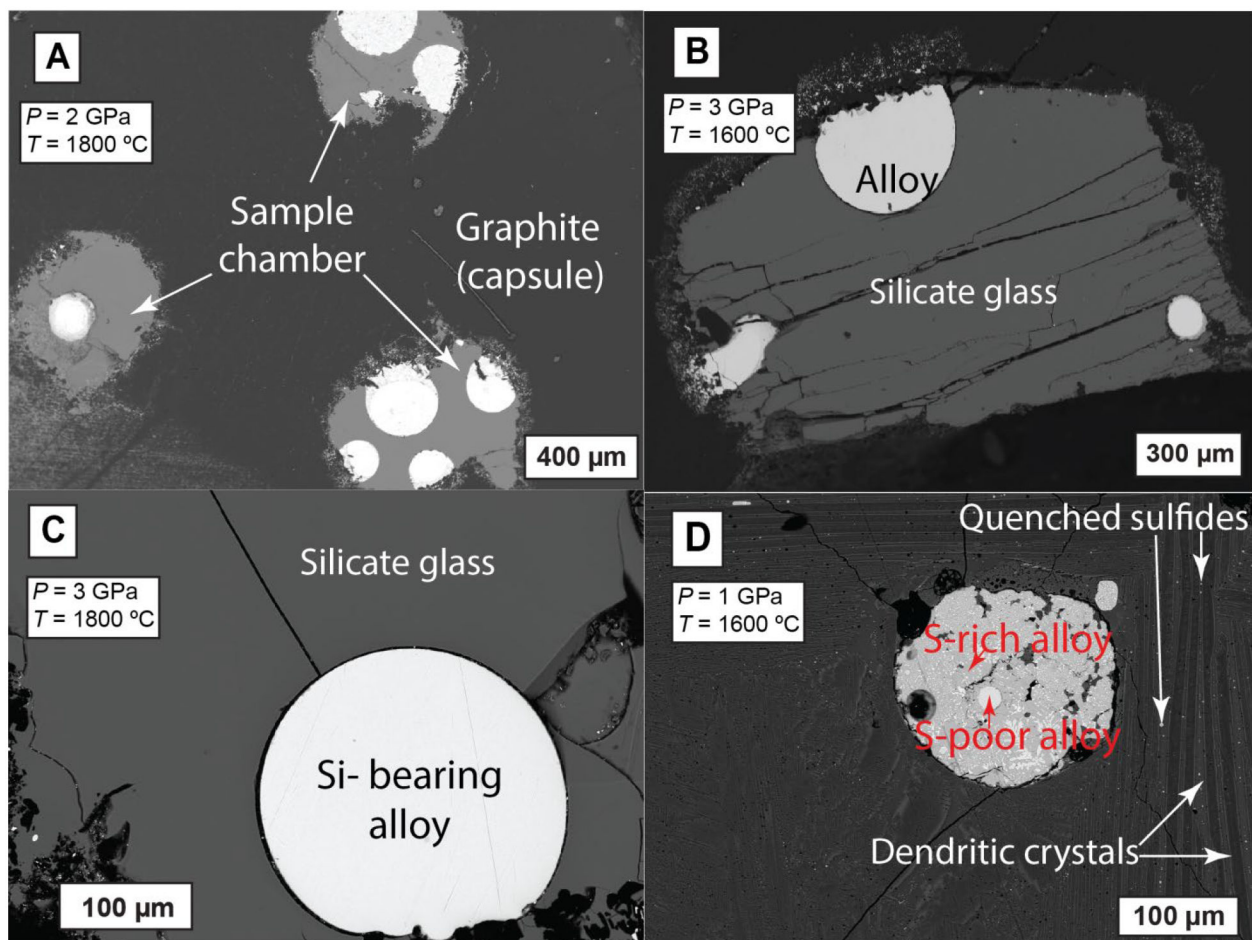 A
P = 2 GPa
T = 1800 ºC
Sample
chamber
Graphite
(capsule)
400 µm
B
P = 3 GPa
T = 1600 ºC
Alloy
Silicate glass
300 µm
C
P = 3 GPa
T = 1800 ºC
Silicate glass
Si- bearing
alloy
100 µm
D
P = 1 GPa
T = 1600 ºC
Quenched sulfides
S-rich alloy
S-poor alloy
Dendritic crystals
100 µm